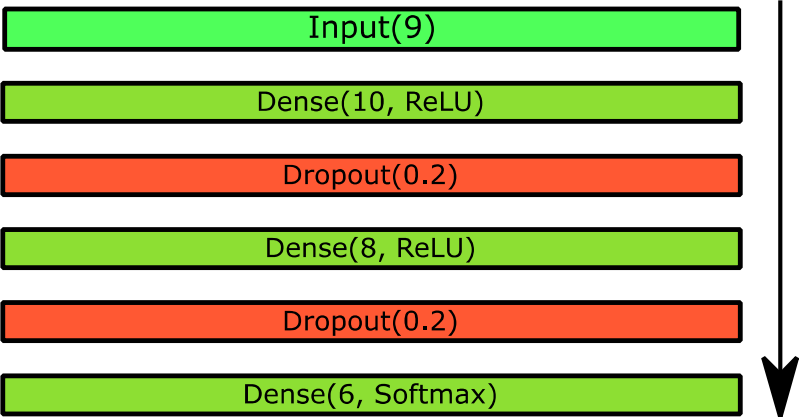 Input(9)
Dense(10, ReLU)
Dropout(0.2)
Dense(8, ReLU)
Dropout(0.2)
Dense(6, Softmax)